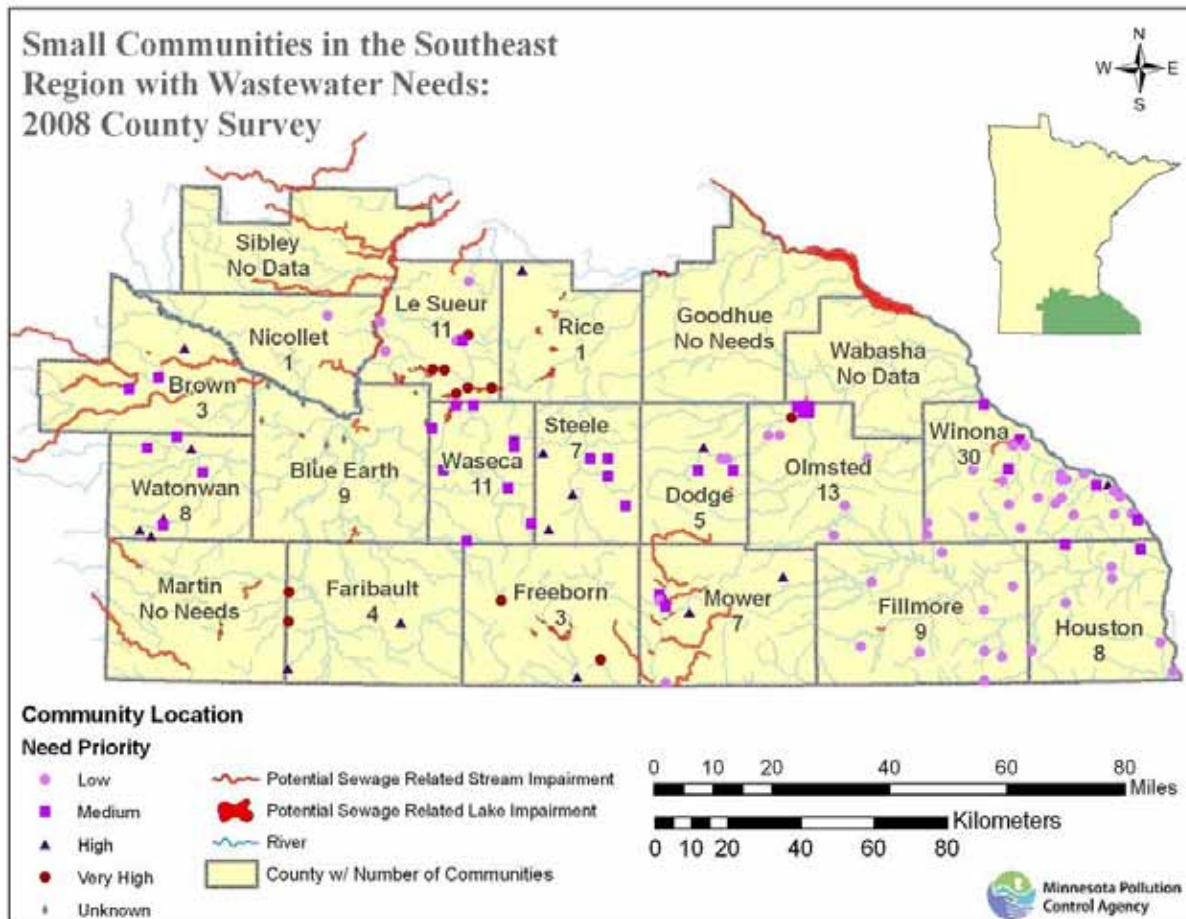 Small Communities in the Southeast
Region with Wastewater Needs:
2008 County Survey
N
W E
S
Sibley
No Data
Le Sueur
11
Rice
1
Goodhue
No Needs
Nicollet
1
Wabasha
No Data
Brown
3
Steele
7
Winona
30
Blue Earth
9
Waseca
11
Olmsted
13
Watonwan
8
Dodge
5
Martin
No Needs
Faribault
4
Freeborn
3
Mower
7
Fillmore
9
Houston
8
Community Location
Need Priority
Low
Medium
High
Very High
Unknown
Potential Sewage Related Stream Impairment
Potential Sewage Related Lake Impairment
River
County w/ Number of Communities
0 10 20 40 60 80
Miles
Kilometers
0 10 20 40 60 80
Minnesota Pollution
Control Agency